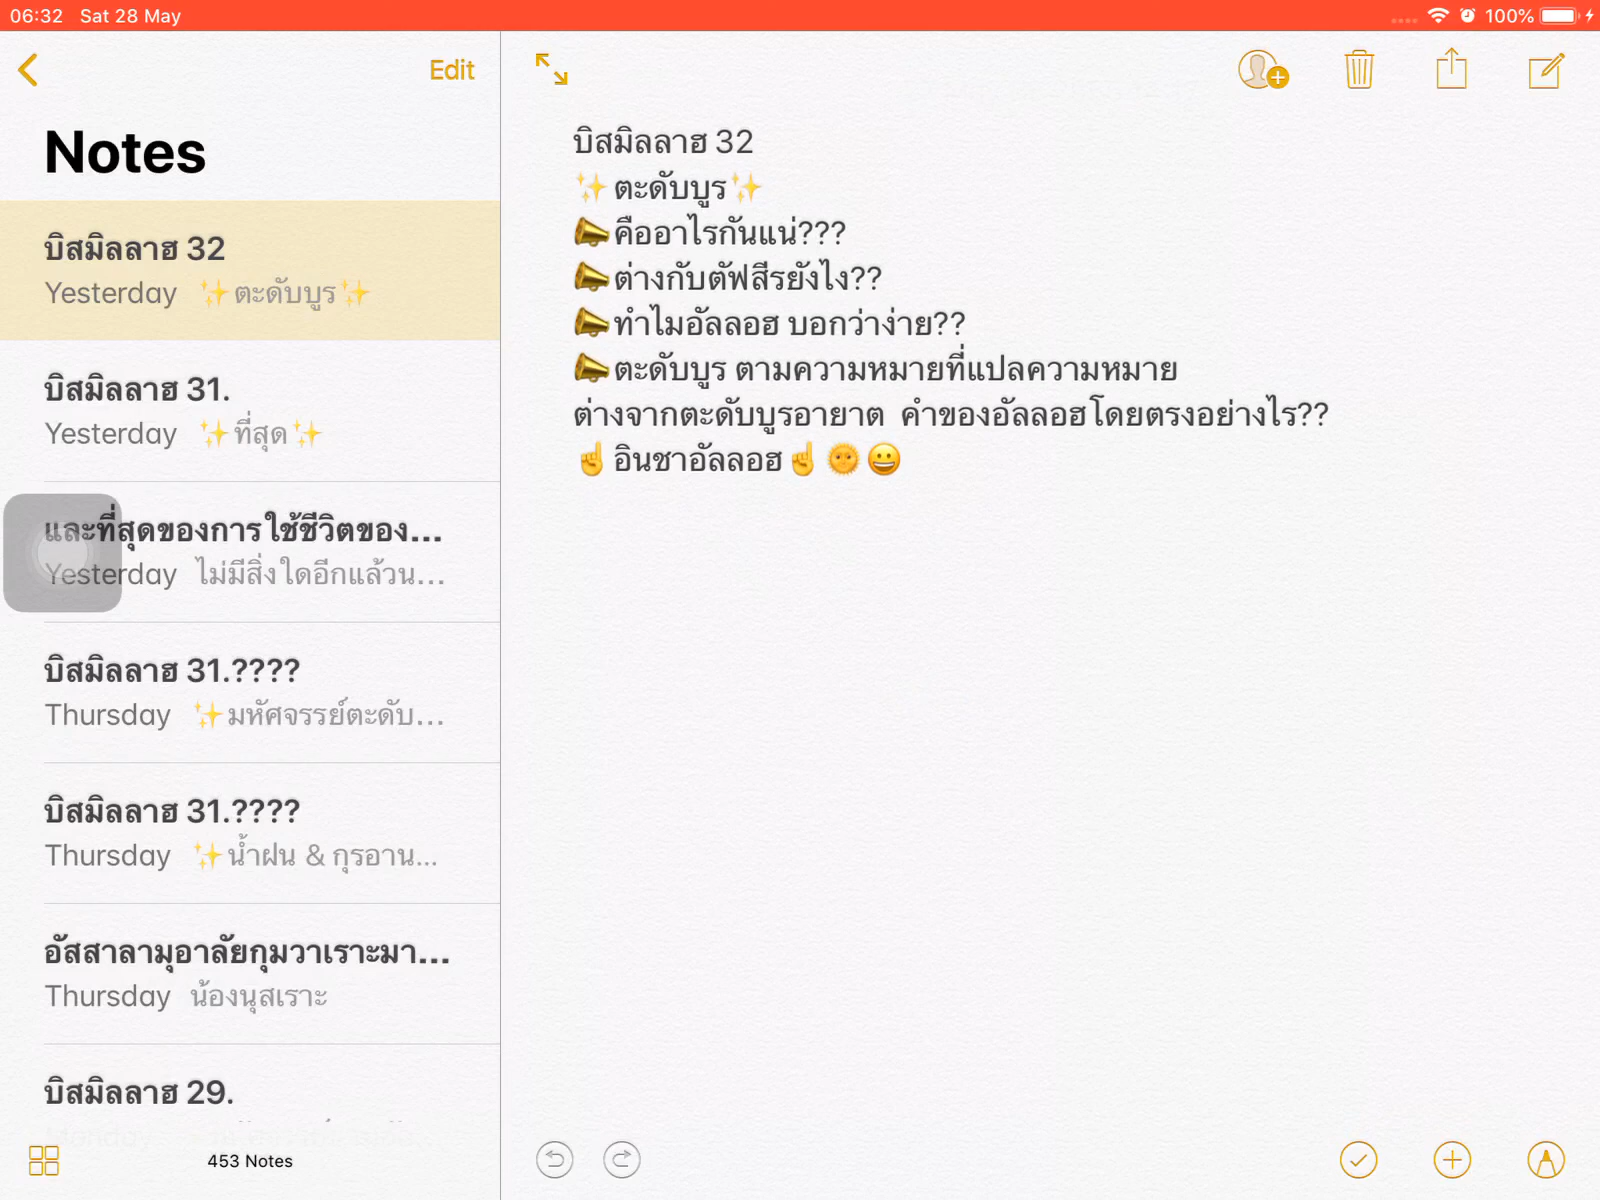 06:32 Sat 28 May
100%
Edit
Notes
บิสมิลลาฮ 32
Yesterday ✨ตะดับบูร✨
บิสมิลลาฮ 31.
Yesterday ✨ที่สุด✨
และที่สุดของการใช้ชีวิตของ...
Yesterday ไม่มีสิ่งใดอีกแล้วน...
บิสมิลลาฮ 31.????
Thursday ✨มหัศจรรย์ตะดับ...
บิสมิลลาฮ 31.????
Thursday ✨น้ำฝน & กุรอาน...
อัสสาลามุอาลัยกุมวาเราะมา...
Thursday น้องนุสเราะ
บิสมิลลาฮ 29.
Monday
453 Notes
บิสมิลลาฮ 32
✨ตะดับบูร✨
📣คืออาไรกันแน่???
📣ต่างกับตัฟสีรยังไง??
📣ทำไมอัลลอฮ บอกว่าง่าย??
📣ตะดับบูร ตามความหมายที่แปลความหมาย
ต่างจากตะดับบูรอายาต คำของอัลลอฮโดยตรงอย่างไร??
☝อินชาอัลลอฮ☝🌞😀